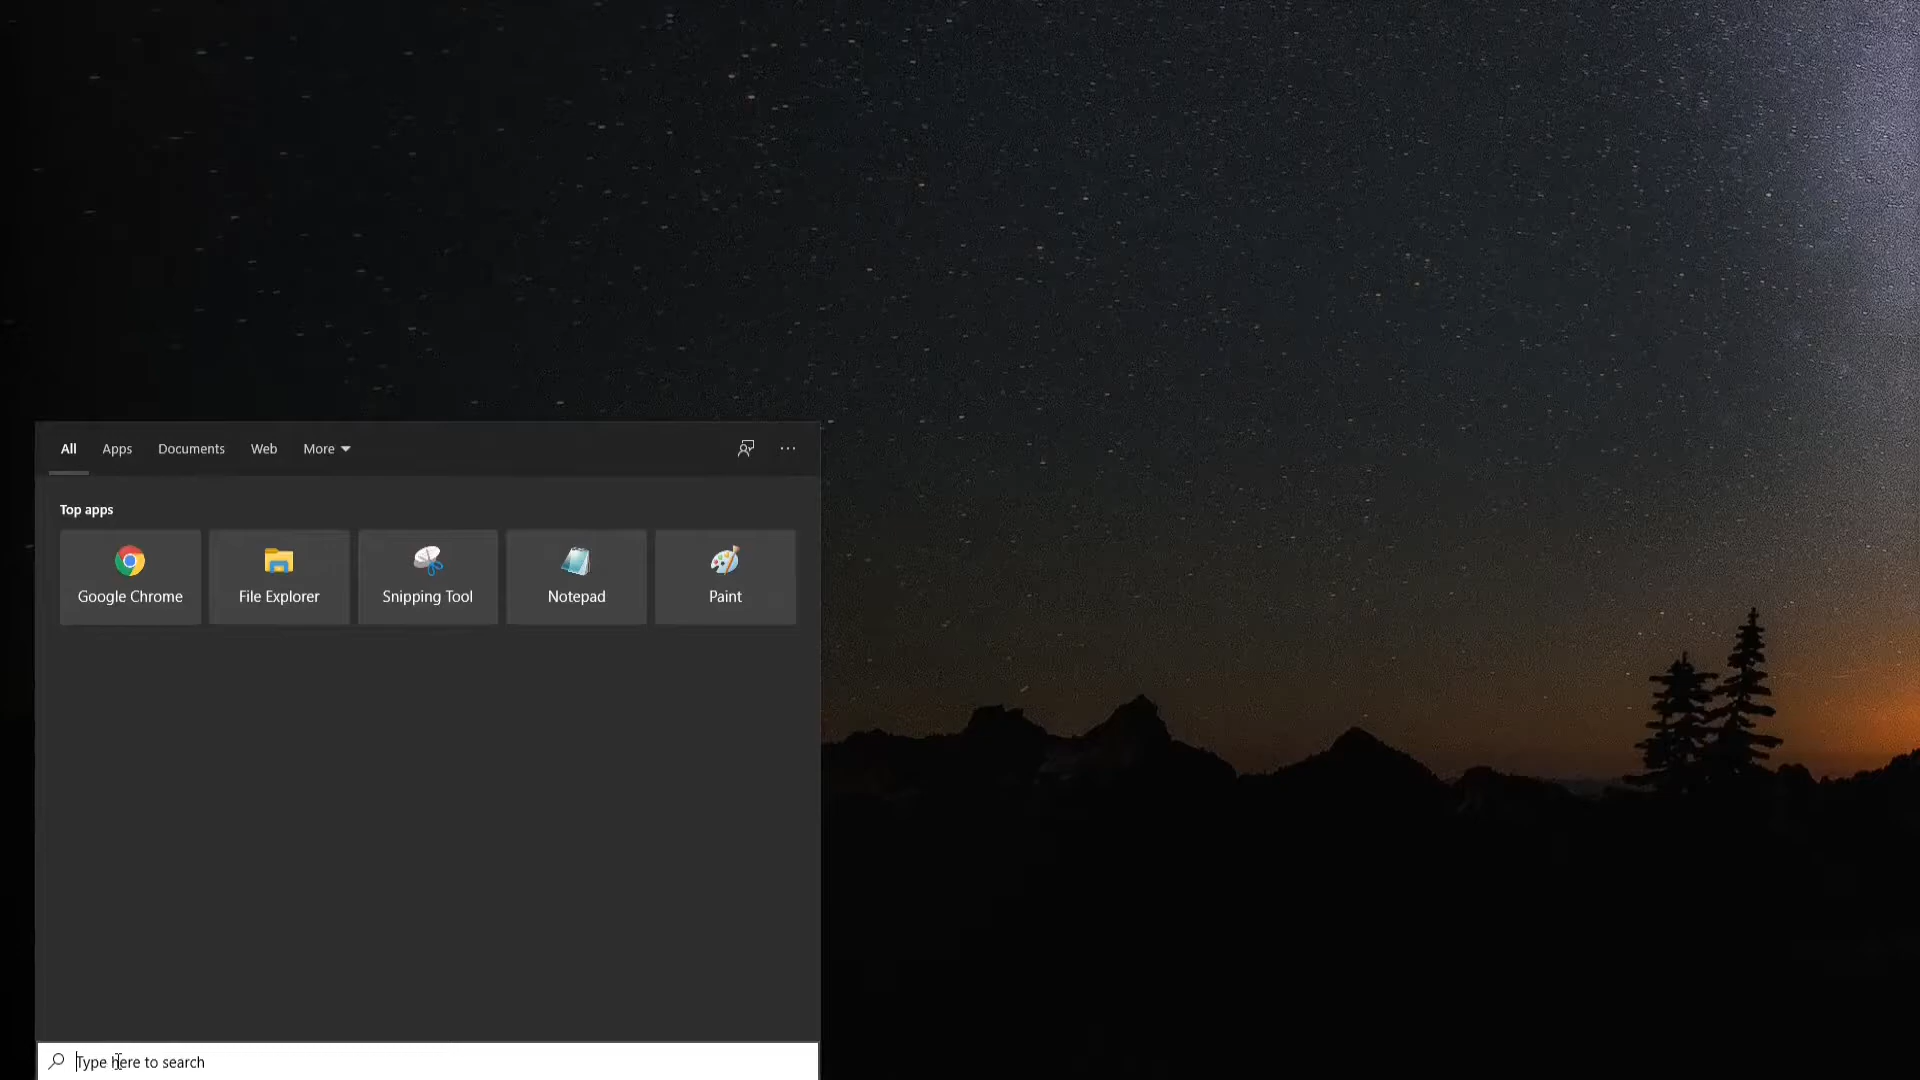 All Apps Documents Web More
Top apps
Google Chrome File Explorer Snipping Tool Notepad Paint
Type here to search